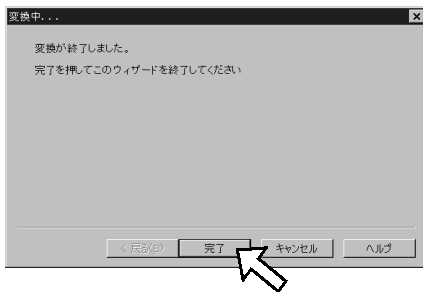 変換中...
変換が終了しました。
完了を押してこのウィザードを終了してください
< 戻る(B)
完了
キャンセル
ヘルプ